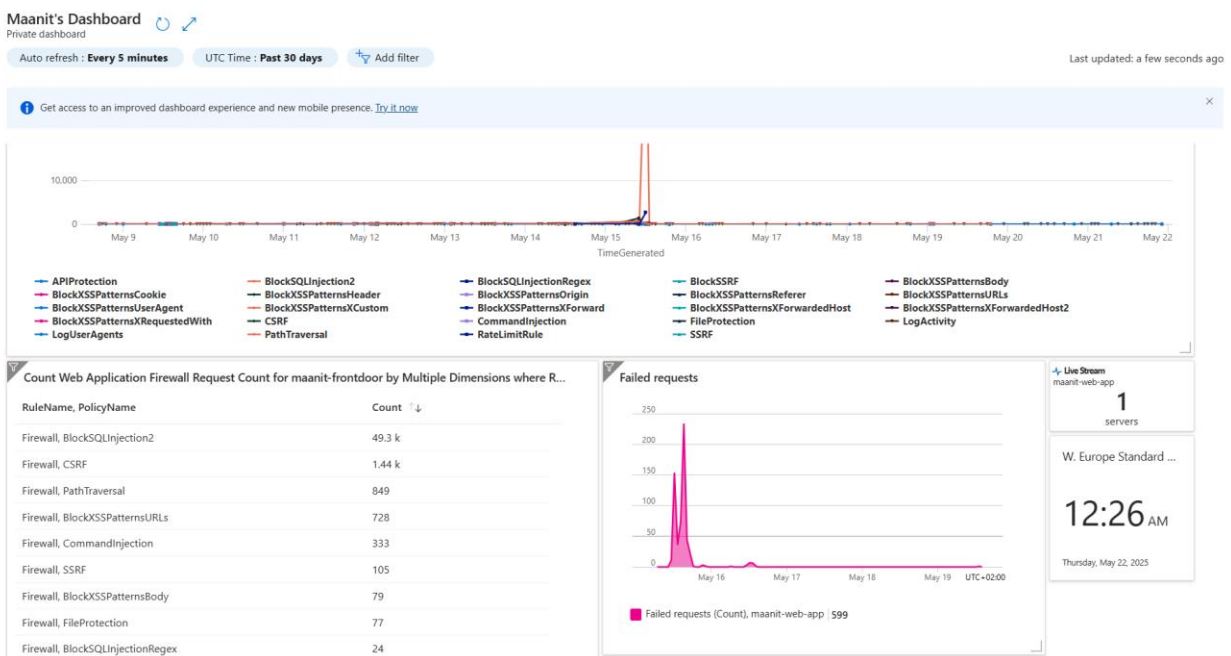 Maanit's Dashboard
Private dashboard
Auto refresh : Every 5 minutes UTC Time : Past 30 days Add filter
Last updated: a few seconds ago
Get access to an improved dashboard experience and new mobile presence. Try it now
10,000
0
May 9 May 10 May 11 May 12 May 13 May 14 May 15 May 16 May 17 May 18 May 19 May 20 May 21 May 22
TimeGenerated
APIProtection BlockSQLInjection2 BlockSQLInjectionRegex BlockSSRF BlockXSSPatternsBody
BlockXSSPatternsCookie BlockXSSPatternsHeader BlockXSSPatternsOrigin BlockXSSPatternsReferer BlockXSSPatternsURLs
BlockXSSPatternsUserAgent BlockXSSPatternsXCustom BlockXSSPatternsXForward BlockXSSPatternsXForwardedHost BlockXSSPatternsXForwardedHost2
BlockXSSPatternsXRequestedWith CSRF CommandInjection FileProtection LogActivity
LogUserAgents PathTraversal RateLimitRule SSRF
Count Web Application Firewall Request Count for maanit-frontdoor by Multiple Dimensions where R...
RuleName, PolicyName Count
Firewall, BlockSQLInjection2 49.3 k
Firewall, CSRF 1.44 k
Firewall, PathTraversal 849
Firewall, BlockXSSPatternsURLs 728
Firewall, CommandInjection 333
Firewall, SSRF 105
Firewall, BlockXSSPatternsBody 79
Firewall, FileProtection 77
Firewall, BlockSQLInjectionRegex 24
Failed requests
250
200
150
100
50
0
May 16 May 17 May 18 May 19 UTC+02:00
Failed requests (Count), maanit-web-app 599
Live Stream
maanit-web-app
1
servers
W. Europe Standard ...
12:26 AM
Thursday, May 22, 2025